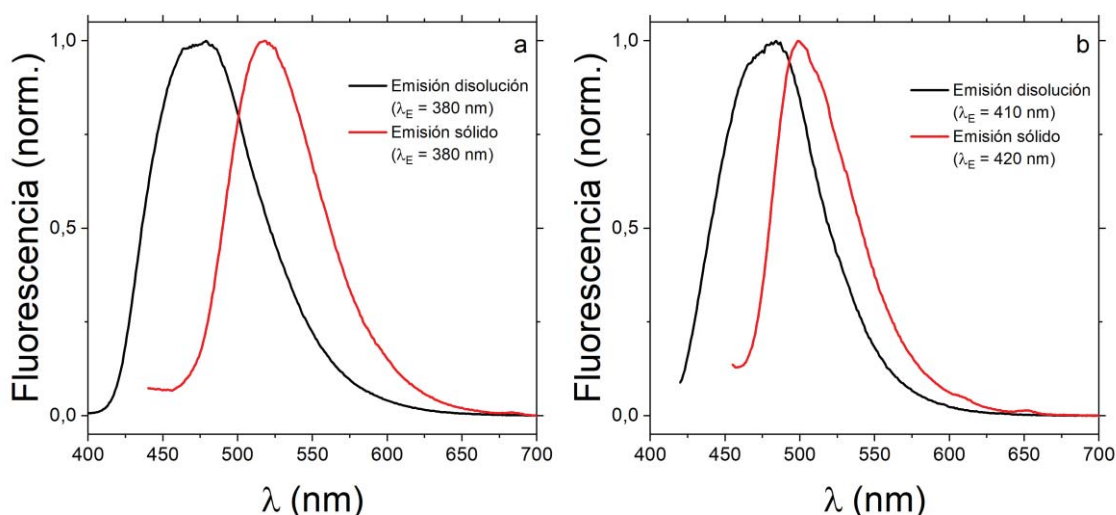 1,0
0,5
0,0
Fluorescencia (norm.)
400 450 500 550 600 650 700
λ (nm)
a
Emisión disolución
(λE = 380 nm)
Emisión sólido
(λE = 380 nm)
1,0
0,5
0,0
Fluorescencia (norm.)
400 450 500 550 600 650 700
λ (nm)
b
Emisión disolución
(λE = 410 nm)
Emisión sólido
(λE = 420 nm)